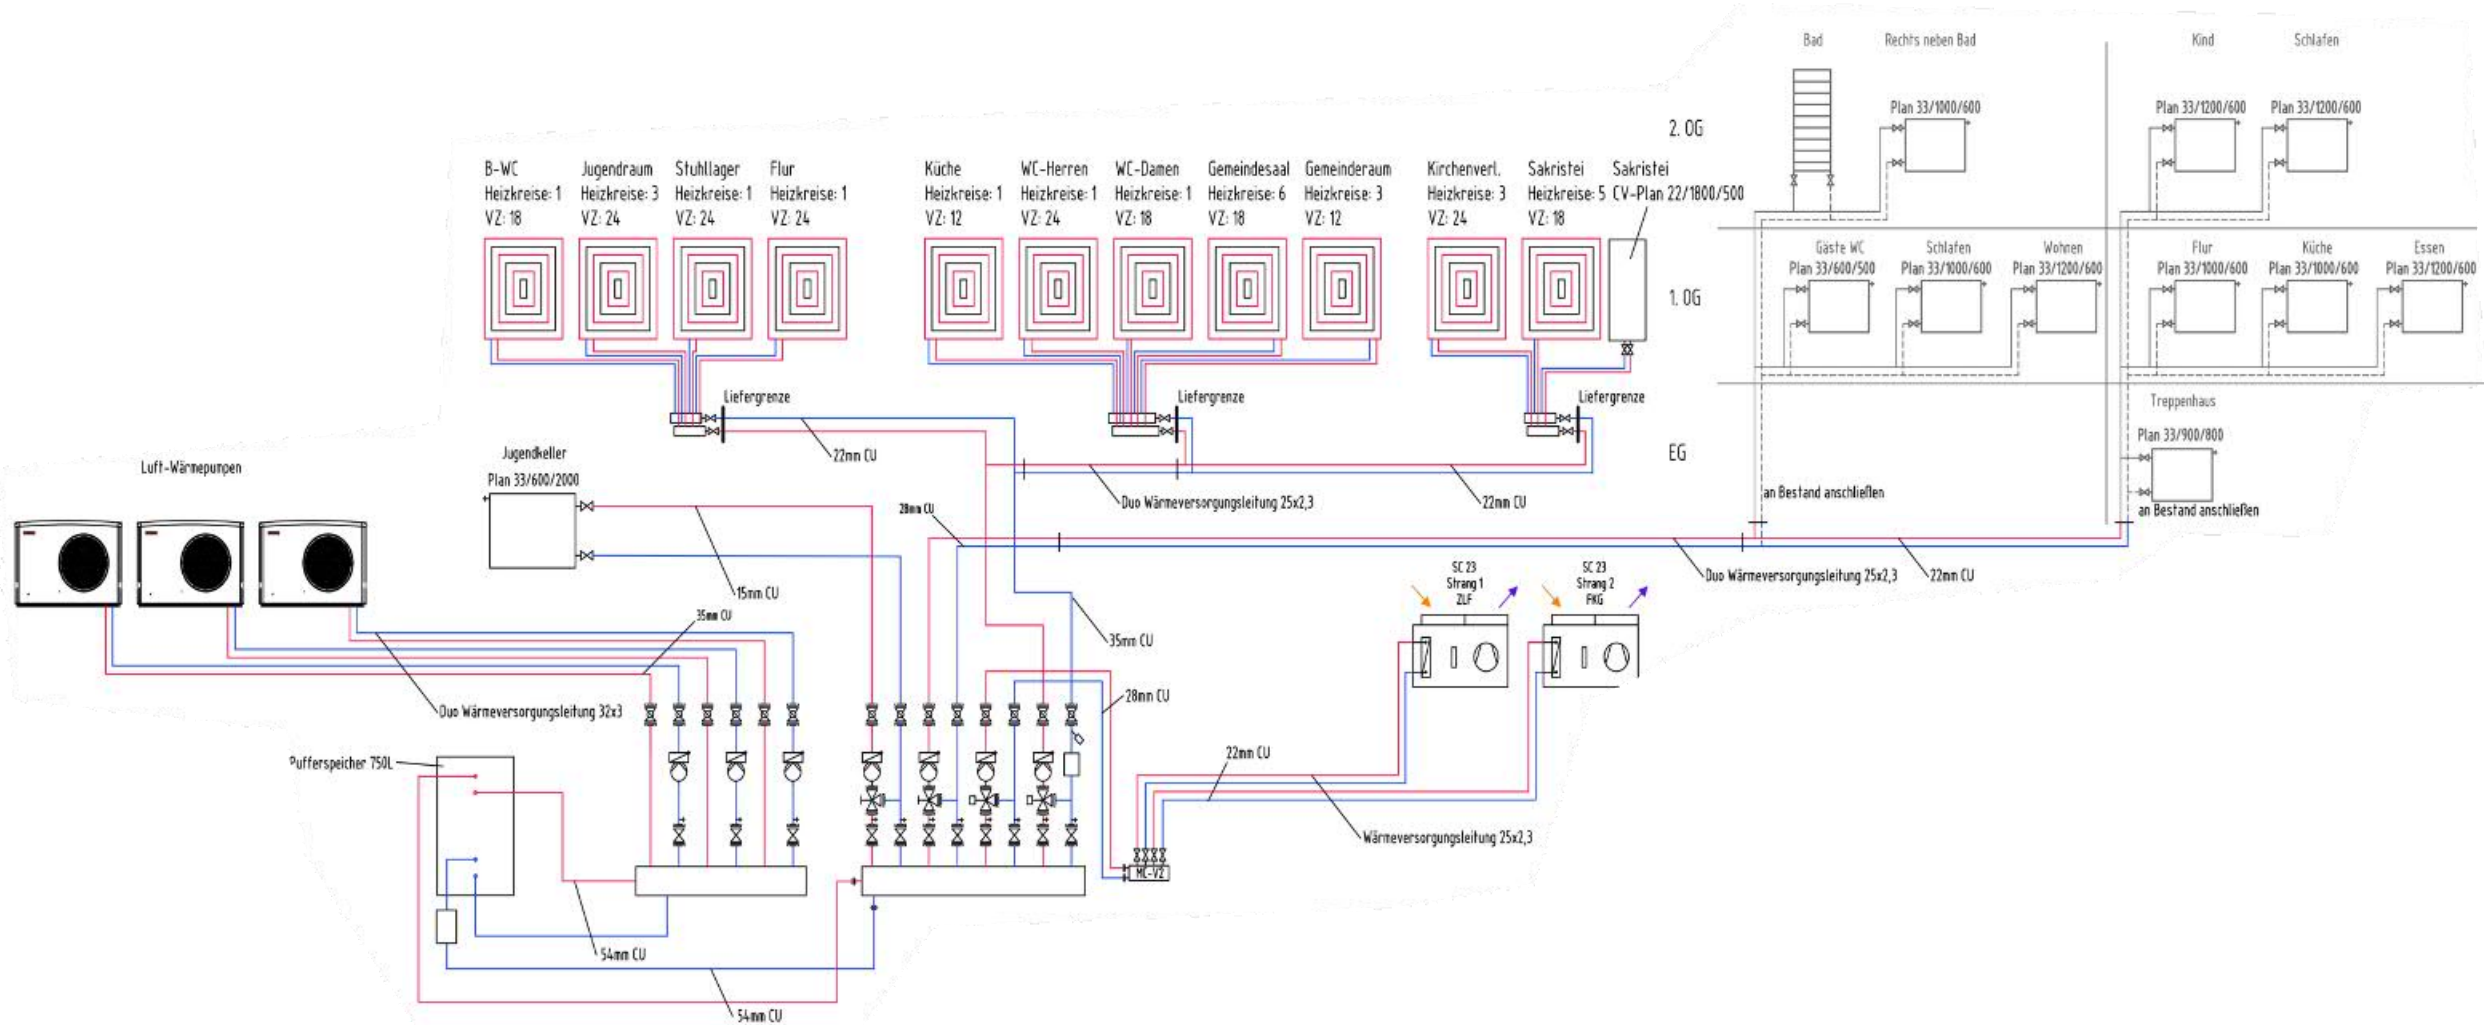 Bad
Rechts neben Bad
Kind
Schlafen
Plan 33/1000/600
Plan 33/1200/600
Plan 33/1200/600
2. OG
B-WC
Heizkreise: 1
VZ: 18
Jugendraum
Heizkreise: 3
VZ: 24
Stuhllager
Heizkreise: 1
VZ: 24
Flur
Heizkreise: 1
VZ: 24
Küche
Heizkreise: 1
VZ: 12
WC-Herren
Heizkreise: 1
VZ: 24
WC-Damen
Heizkreise: 1
VZ: 18
Gemeindesaal
Heizkreise: 6
VZ: 18
Gemeinderaum
Heizkreise: 3
VZ: 12
Kirchenverl.
Heizkreise: 3
VZ: 24
Sakristei
Heizkreise: 5
VZ: 18
Sakristei
CV-Plan 22/1800/500
Gäste WC
Plan 33/600/500
Schlafen
Plan 33/1000/600
Wohnen
Plan 33/1200/600
Flur
Plan 33/1000/600
Küche
Plan 33/1000/600
Essen
Plan 33/1200/600
1. OG
Liefergrenze
Liefergrenze
Liefergrenze
Treppenhaus
Plan 33/900/800
EG
22mm CU
Jugendkeller
Plan 33/600/2000
Luft-Wärmepumpen
Duo Wärmeversorgungsleitung 25x2,3
22mm CU
an Bestand anschließen
an Bestand anschließen
28mm CU
15mm CU
35mm CU
SC 23
Strang 1
ZLF
SC 23
Strang 2
FKG
Duo Wärmeversorgungsleitung 25x2,3
22mm CU
35mm CU
28mm CU
Duo Wärmeversorgungsleitung 32x3
Pufferspeicher 750L
22mm CU
Wärmeversorgungsleitung 25x2,3
MC-VZ
54mm CU
54mm CU